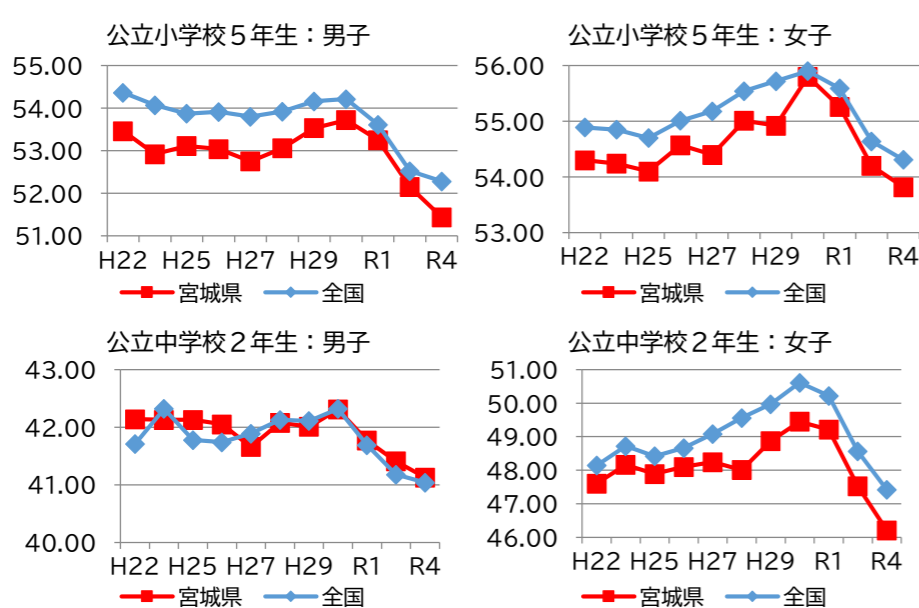 公立小学校５年生：男子
55.00
54.00
53.00
52.00
51.00
H22 H25 H27 H29 R1 R4
宮城県 全国
公立小学校５年生：女子
56.00
55.00
54.00
53.00
H22 H25 H27 H29 R1 R4
宮城県 全国
公立中学校２年生：男子
43.00
42.00
41.00
40.00
H22 H25 H27 H29 R1 R4
宮城県 全国
公立中学校２年生：女子
51.00
50.00
49.00
48.00
47.00
46.00
H22 H25 H27 H29 R1 R4
宮城県 全国